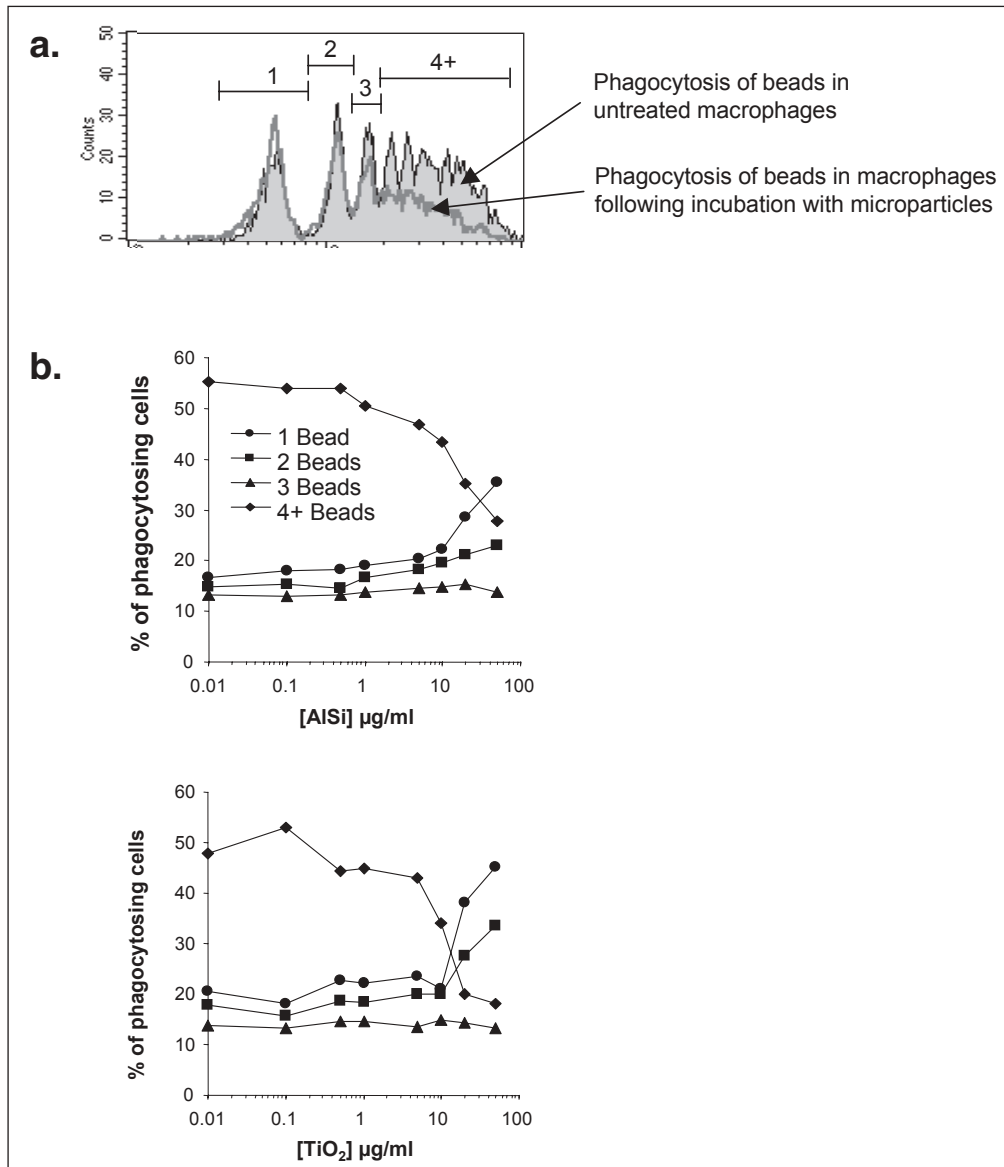 a.
50
40
30
20
10
0
Counts
1
2
3
4+
Phagocytosis of beads in
untreated macrophages
Phagocytosis of beads in macrophages
following incubation with microparticles
b.
% of phagocytosing cells
60
50
40
30
20
10
0
1 Bead
2 Beads
3 Beads
4+ Beads
0.01 0.1 1 10 100
[AlSi] µg/ml
% of phagocytosing cells
60
50
40
30
20
10
0
0.01 0.1 1 10 100
[TiO₂] µg/ml